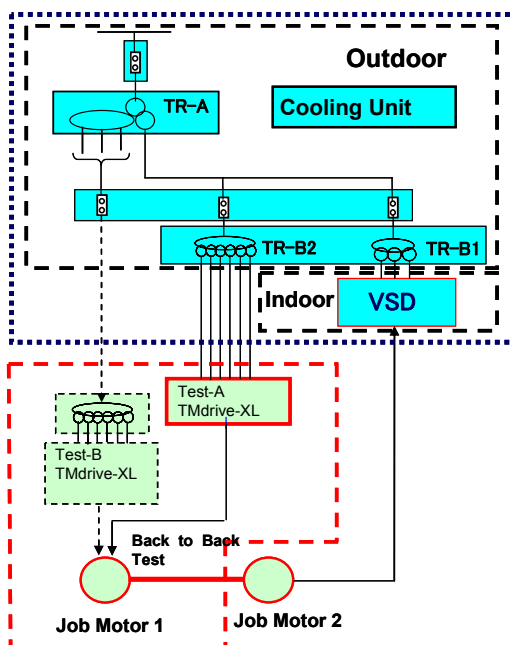 Outdoor
TR-A
Cooling Unit
TR-B2
TR-B1
Indoor
VSD
Test-A
TMdrive-XL
Test-B
TMdrive-XL
Back to Back
Test
Job Motor 1
Job Motor 2